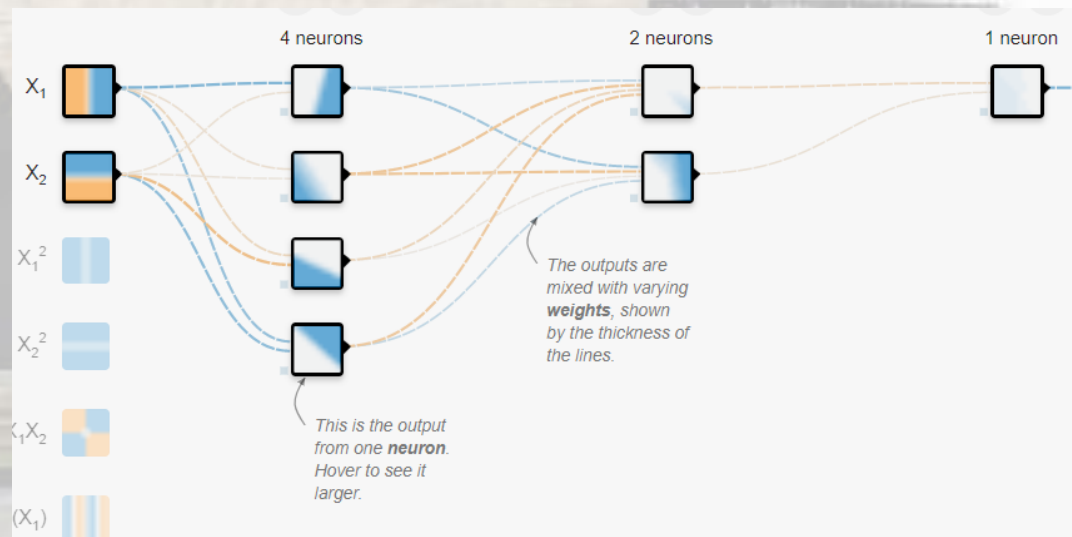 4 neurons
2 neurons
1 neuron
X₁
X₂
X₁²
X₂²
X₁X₂
(X₁)
The outputs are
mixed with varying
weights, shown
by the thickness of
the lines.
This is the output
from one neuron.
Hover to see it
larger.